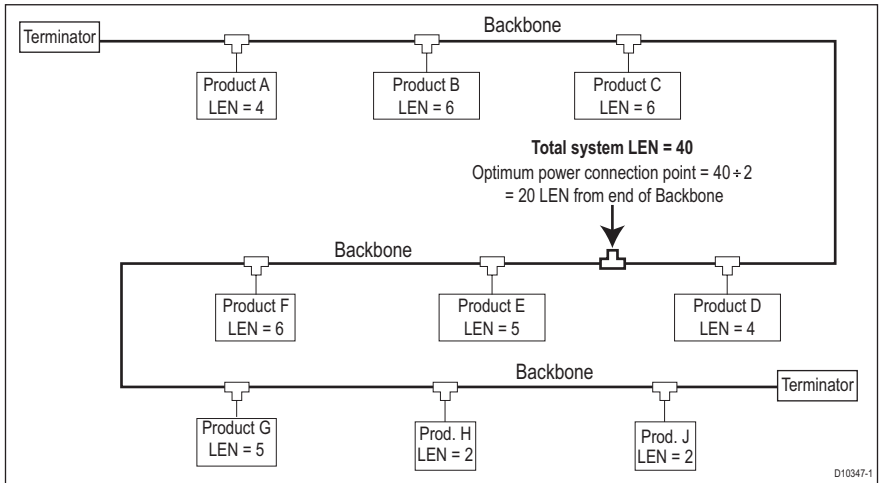 Backbone
Terminator
Product A
LEN = 4
Product B
LEN = 6
Product C
LEN = 6
Total system LEN = 40
Optimum power connection point = 40÷2
= 20 LEN from end of Backbone
Backbone
Product F
LEN = 6
Product E
LEN = 5
Product D
LEN = 4
Backbone
Terminator
Product G
LEN = 5
Prod. H
LEN = 2
Prod. J
LEN = 2
D10347-1